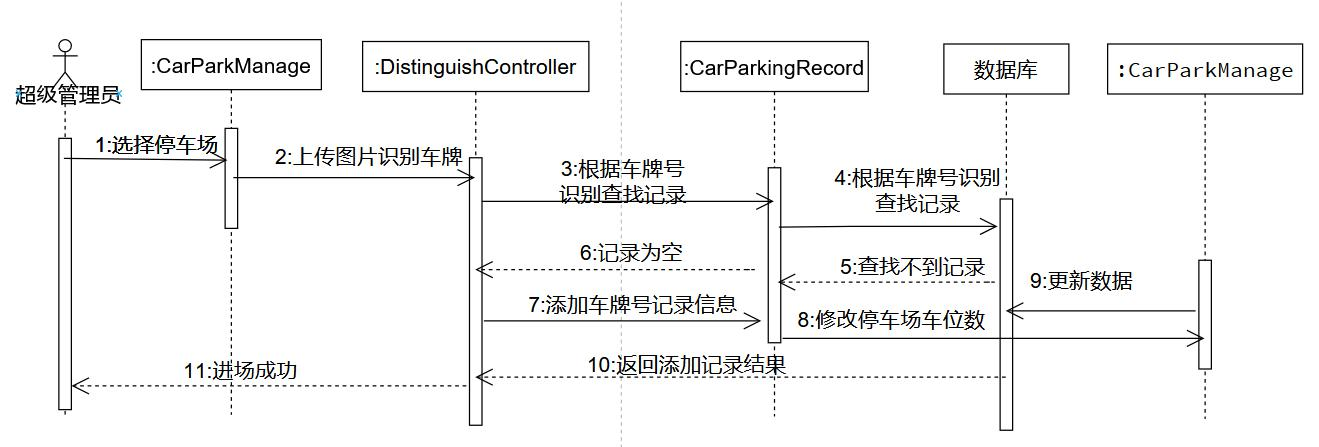 :CarParkManage
:DistinguishController
:CarParkingRecord
数据库
:CarParkManage
超级管理员
1:选择停车场
2:上传图片识别车牌
3:根据车牌号
识别查找记录
4:根据车牌号识别
查找记录
6:记录为空
5:查找不到记录
9:更新数据
7:添加车牌号记录信息
8:修改停车场车位数
11:进场成功
10:返回添加记录结果